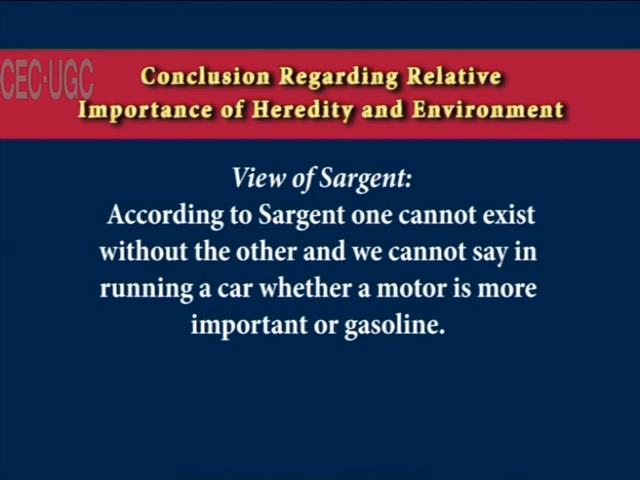 CEC-UGC
Conclusion Regarding Relative
Importance of Heredity and Environment
View of Sargent:
According to Sargent one cannot exist
without the other and we cannot say in
running a car whether a motor is more
important or gasoline.